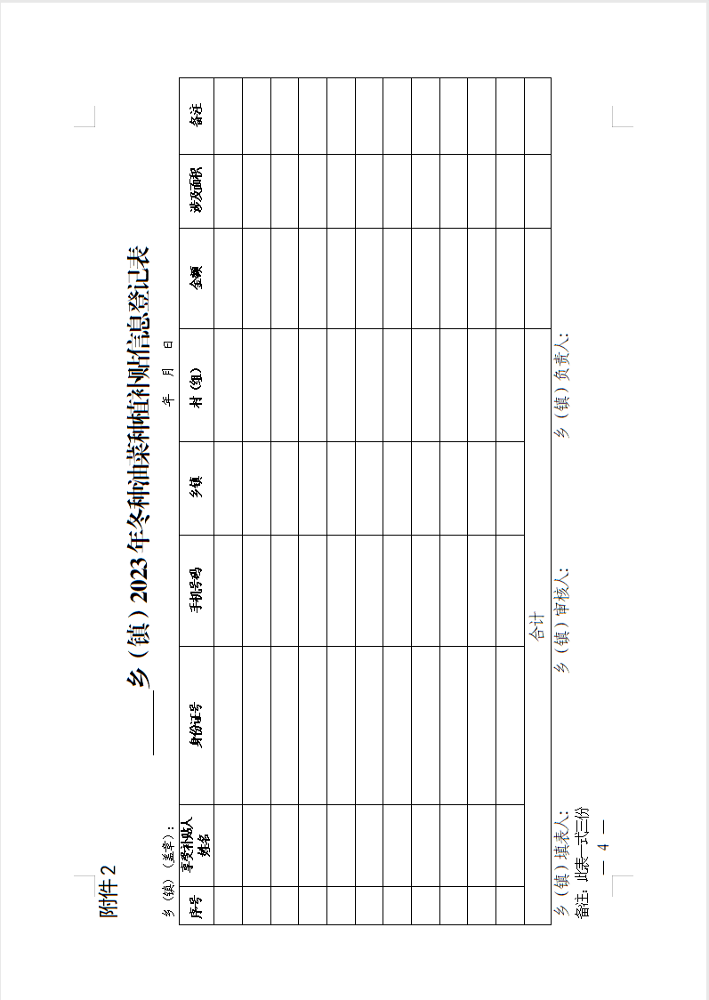 附件2
乡（镇）2023年冬种油菜种植补贴信息登记表
乡（镇）（盖章）： 年 月 日
序号 享受补贴人姓名 身份证号 手机号码 乡镇 村（组） 金额 涉及面积 备注
合计
乡（镇）填表人： 乡（镇）审核人： 乡（镇）负责人：
备注：此表一式三份
— 4 —